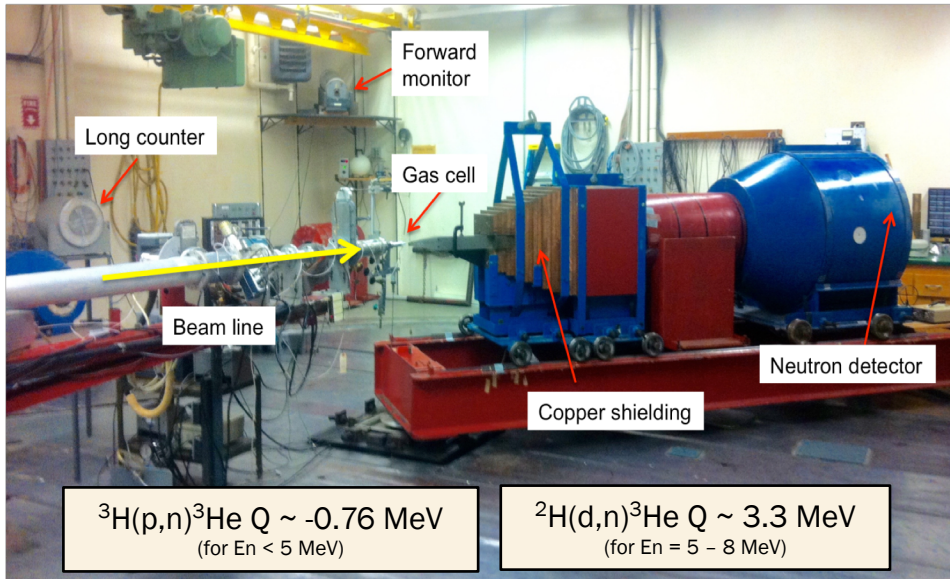 Forward
monitor
Long counter
Gas cell
FIRE
Beam line
Neutron detector
Copper shielding
³H(p,n)³He Q ~ -0.76 MeV
(for En < 5 MeV)
²H(d,n)³He Q ~ 3.3 MeV
(for En = 5 – 8 MeV)